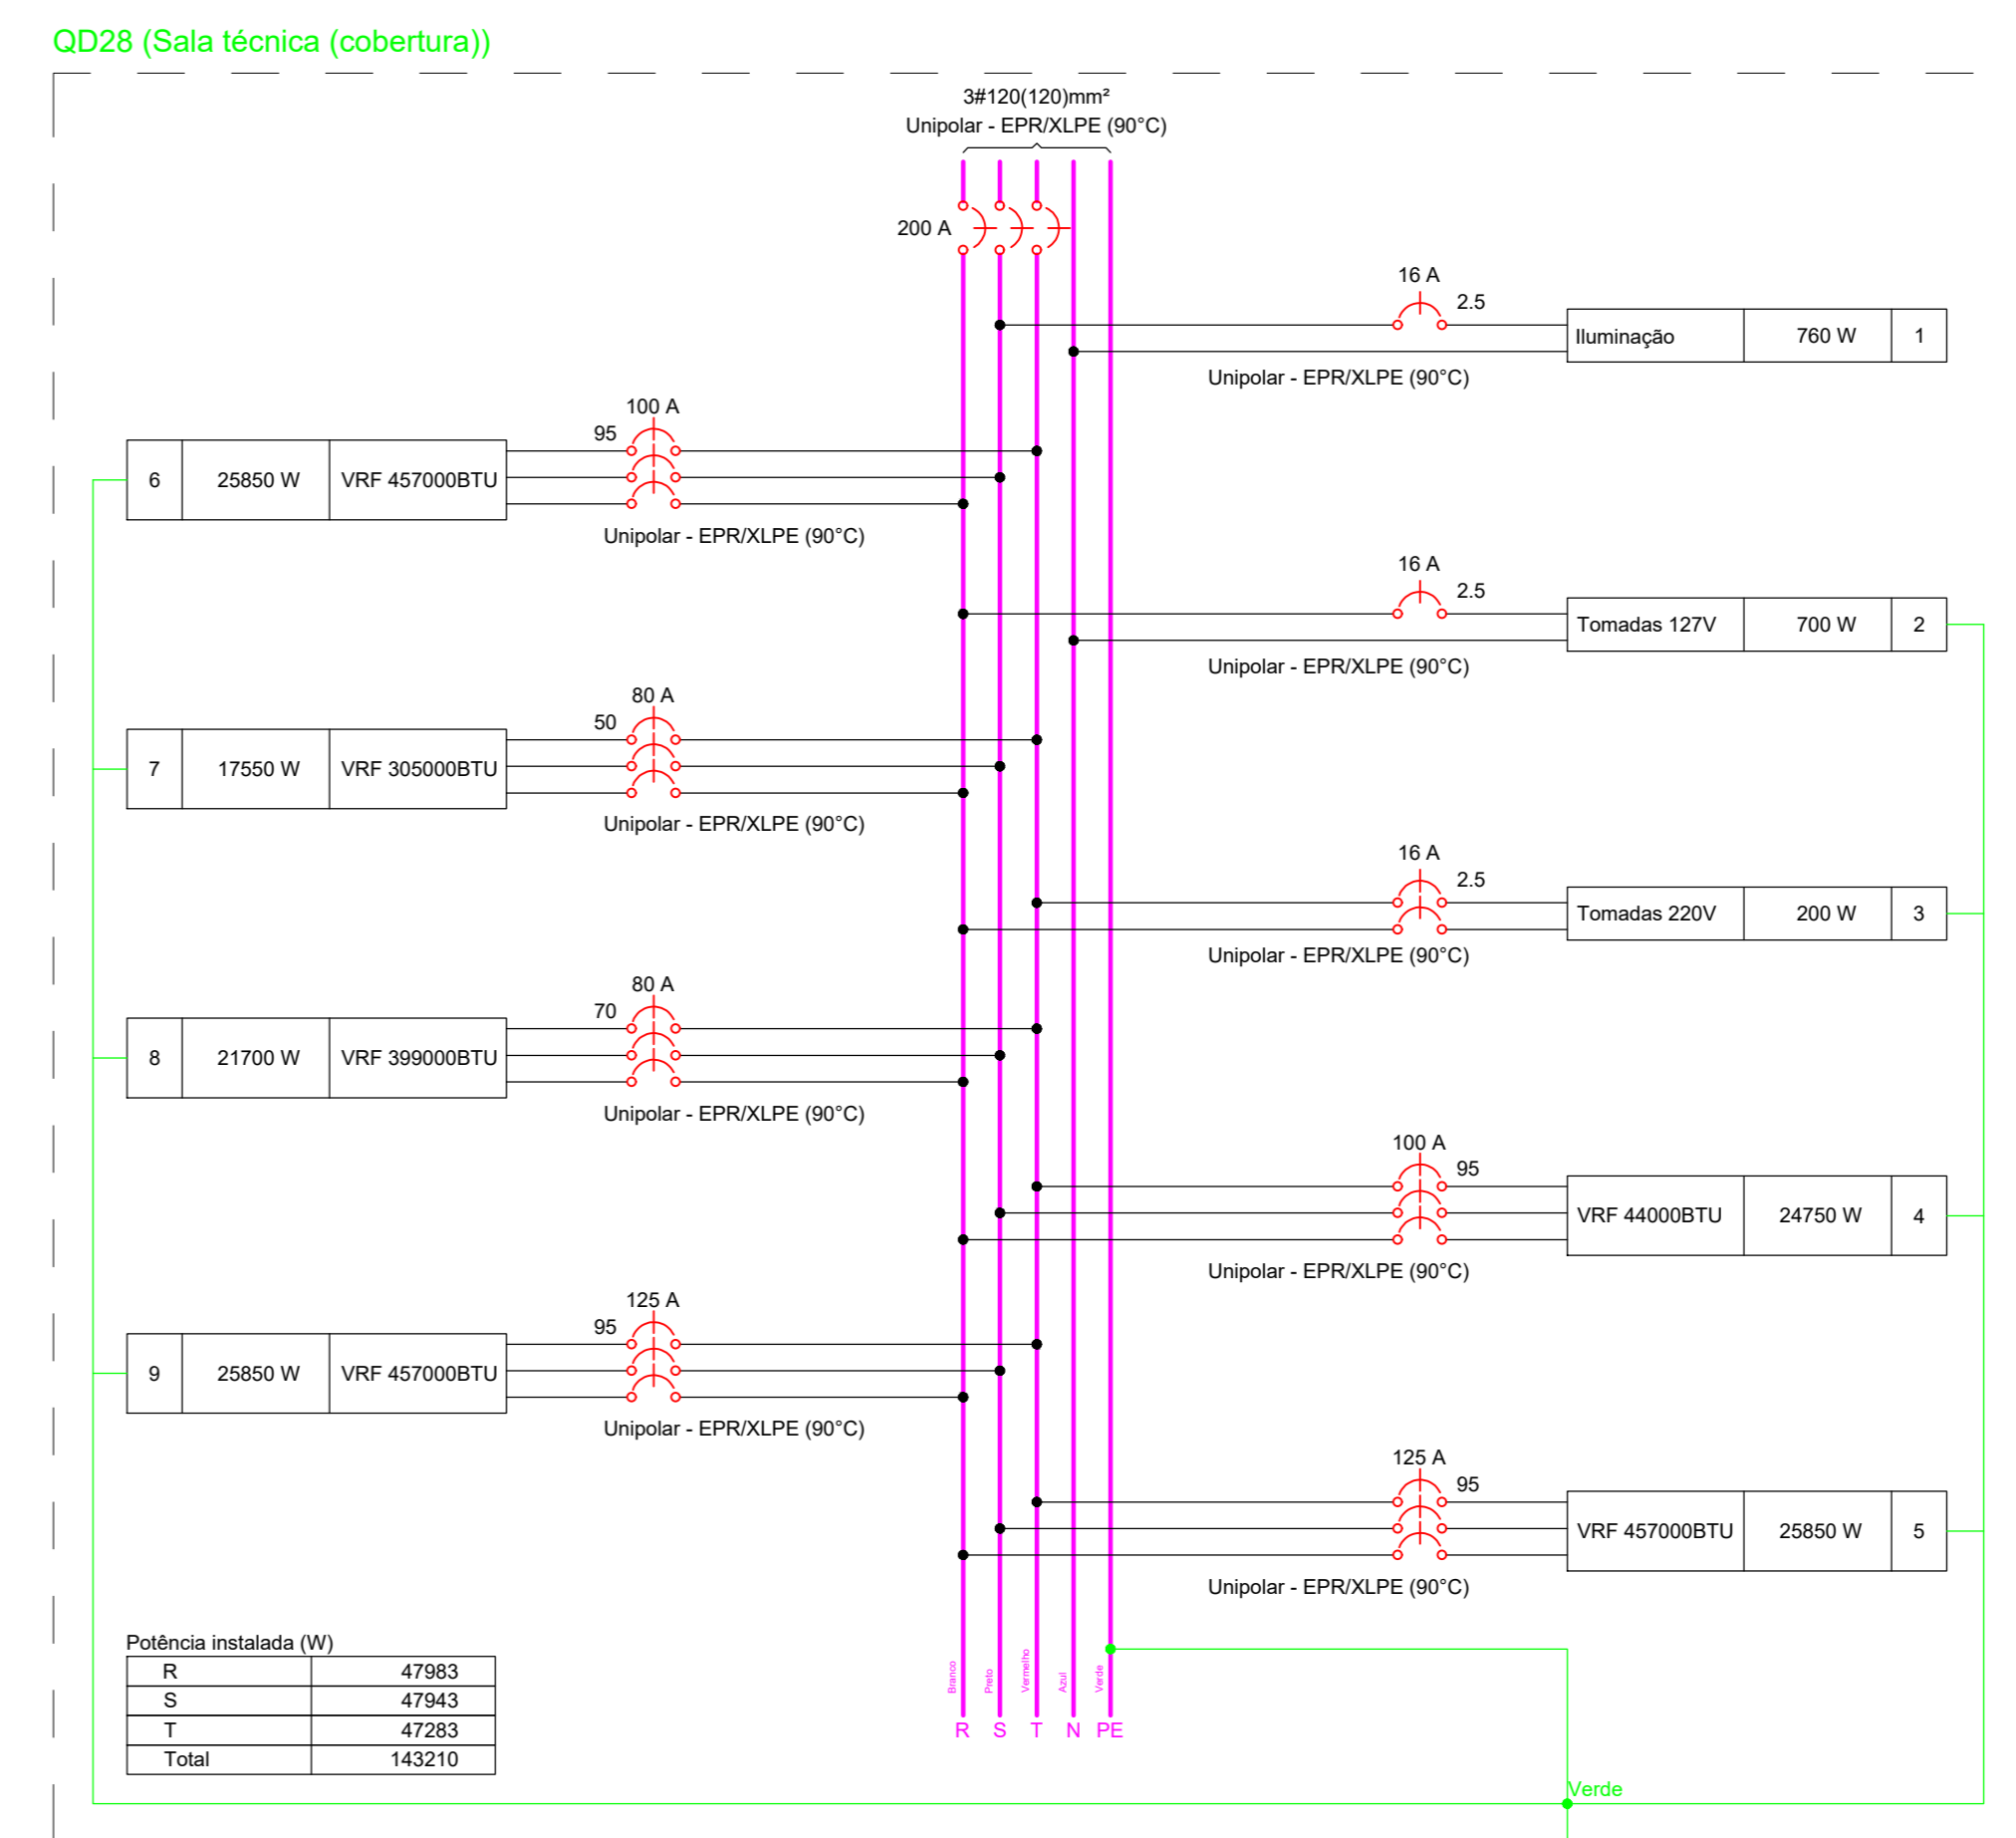 QD28 (Sala técnica (cobertura))
3#120(120)mm²
Unipolar - EPR/XLPE (90°C)
200 A
16 A
2.5
Iluminação 760 W 1
Unipolar - EPR/XLPE (90°C)
100 A
95
6 25850 W VRF 457000BTU
Unipolar - EPR/XLPE (90°C)
16 A
2.5
Tomadas 127V 700 W 2
Unipolar - EPR/XLPE (90°C)
80 A
50
7 17550 W VRF 305000BTU
Unipolar - EPR/XLPE (90°C)
16 A
2.5
Tomadas 220V 200 W 3
Unipolar - EPR/XLPE (90°C)
80 A
70
8 21700 W VRF 399000BTU
Unipolar - EPR/XLPE (90°C)
100 A
95
VRF 44000BTU 24750 W 4
Unipolar - EPR/XLPE (90°C)
125 A
95
9 25850 W VRF 457000BTU
Unipolar - EPR/XLPE (90°C)
125 A
95
VRF 457000BTU 25850 W 5
Unipolar - EPR/XLPE (90°C)
Potência instalada (W)
R 47983
S 47943
T 47283
Total 143210
Branco Preto Vermelho Azul Verde
R S T N PE
Verde